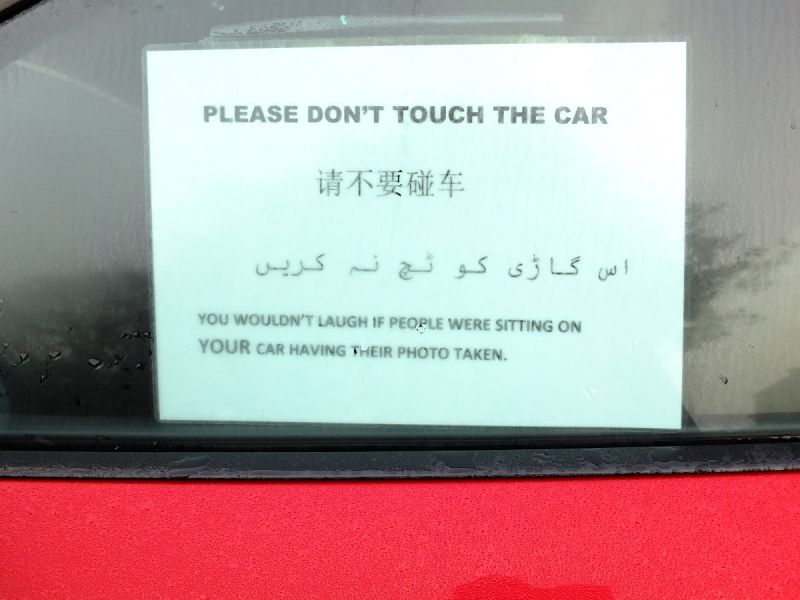 PLEASE DON'T TOUCH THE CAR
请不要碰车
اس گاڑی کو ٹچ نہ کریں
YOU WOULDN'T LAUGH IF PEOPLE WERE SITTING ON
YOUR CAR HAVING THEIR PHOTO TAKEN.